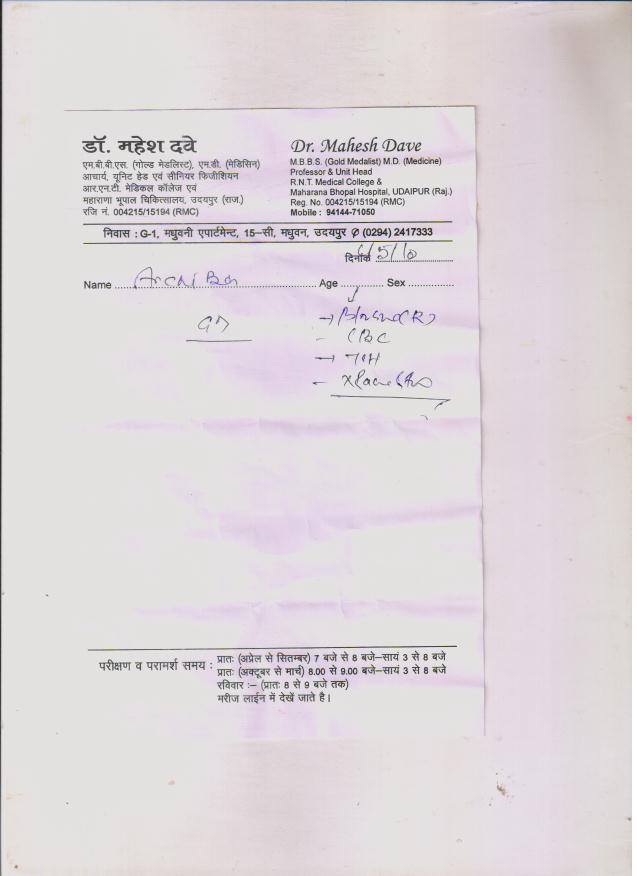 डॉ. महेश दवे
एम.बी.बी.एस. (गोल्ड मेडलिस्ट), एम.डी. (मेडिसिन)
आचार्य, यूनिट हेड एवं सीनियर फिजीशियन
आर.एन.टी. मेडिकल कॉलेज एवं
महाराणा भूपाल चिकित्सालय, उदयपुर (राज.)
रजि नं. 004215/15194 (RMC)
Dr. Mahesh Dave
M.B.B.S. (Gold Medalist) M.D. (Medicine)
Professor & Unit Head
R.N.T. Medical College &
Maharana Bhopal Hospital, UDAIPUR (Raj.)
Reg. No. 004215/15194 (RMC)
Mobile : 94144-71050
निवास : G-1, मधुवनी एपार्टमेन्ट, 15–सी, मधुवन, उदयपुर ✆ (0294) 2417333
दिनांक
Name Age Sex
CBC
परीक्षण व परामर्श समय : प्रातः (अप्रेल से सितम्बर) 7 बजे से 8 बजे–सायं 3 से 8 बजे
प्रातः (अक्टूबर से मार्च) 8.00 से 9.00 बजे–सायं 3 से 8 बजे
रविवार :– (प्रातः 8 से 9 बजे तक)
मरीज लाईन में देखें जाते है।